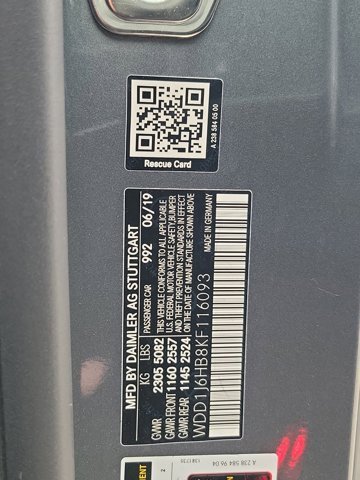 Rescue Card
A 238 584 05 00
MFD BY DAIMLER AG STUTTGART
KG LBS PASSENGER CAR 992 06/19
GVWR 2305 5082 THIS VEHICLE CONFORMS TO ALL APPLICABLE
GAWR FRONT 1160 2557 U.S. FEDERAL MOTOR VEHICLE SAFETY, BUMPER
GAWR REAR 1145 2524 AND THEFT PREVENTION STANDARDS IN EFFECT
ON THE DATE OF MANUFACTURE SHOWN ABOVE
WDD1J6HB8KF116093 MADE IN GERMANY
A 238 584 96 04
2